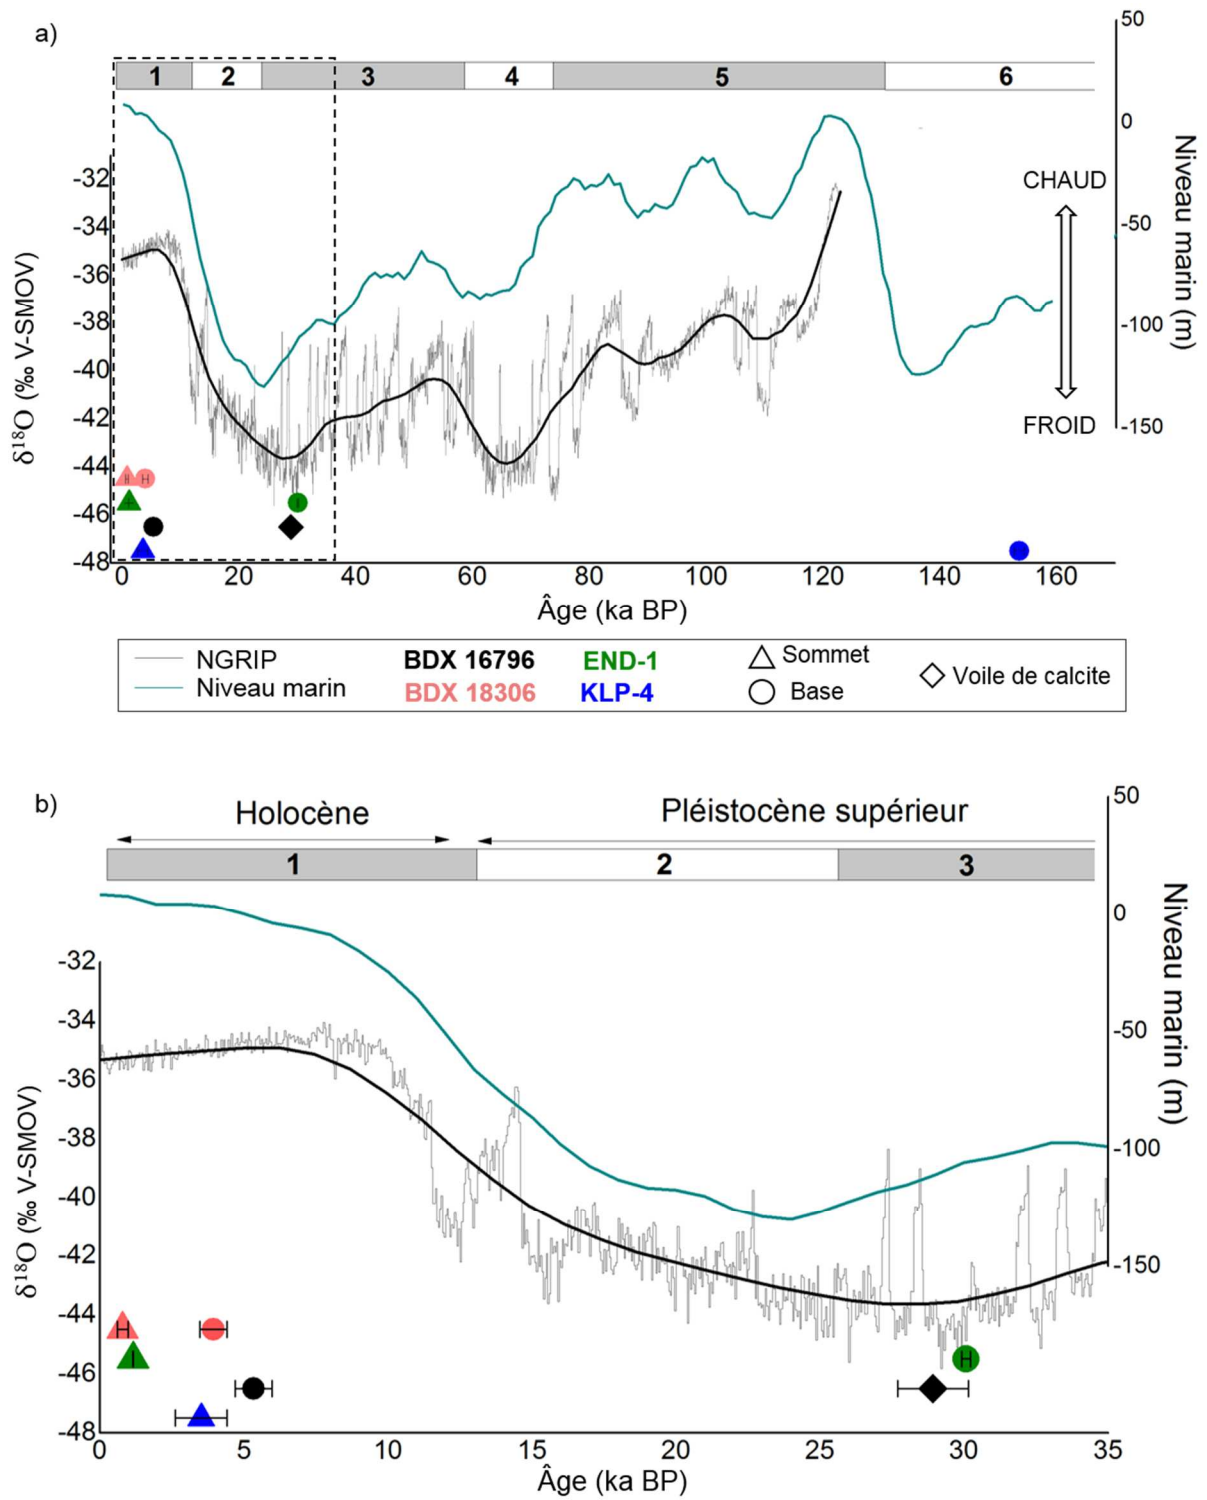 a)
50
1 2 3 4 5 6
0
-32
CHAUD
-34
-50
-36
-38
-100
-40
-42
FROID
-150
-44
-46
-48
δ¹⁸O (‰ V-SMOV)
Niveau marin (m)
0 20 40 60 80 100 120 140 160
Âge (ka BP)
NGRIP BDX 16796 END-1 Sommet
Niveau marin BDX 18306 KLP-4 Base
Voile de calcite
b)
50
Holocène Pléistocène supérieur
1 2 3
0
-32
-34
-50
-36
-38
-100
-40
-42
-150
-44
-46
-48
δ¹⁸O (‰ V-SMOV)
Niveau marin (m)
0 5 10 15 20 25 30 35
Âge (ka BP)